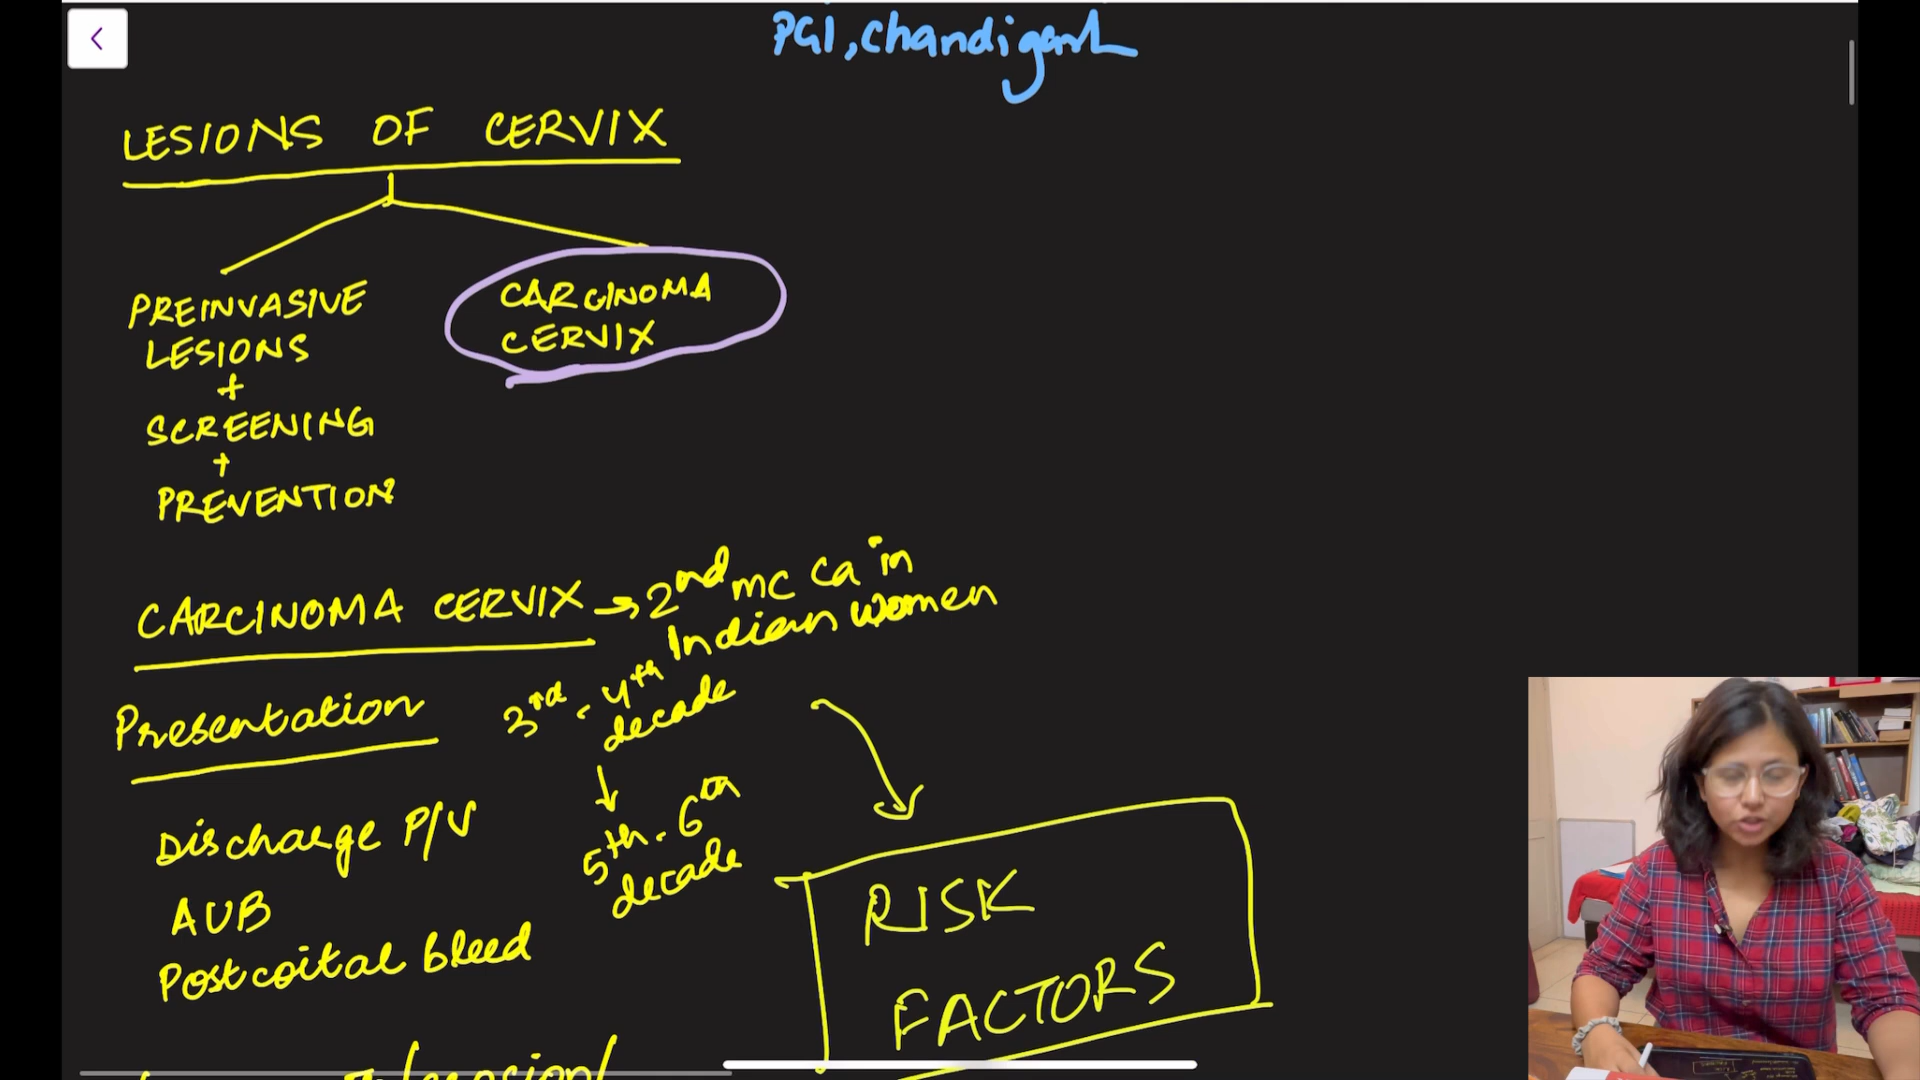 PGI, Chandigarh
LESIONS OF CERVIX
PREINVASIVE
LESIONS
+
SCREENING
+
PREVENTION
CARCINOMA
CERVIX
CARCINOMA CERVIX → 2nd mc ca in
Indian women
Presentation
3rd - 4th
decade
↓
5th - 6th
decade
Discharge P/V
AUB
Postcoital bleed
RISK
FACTORS